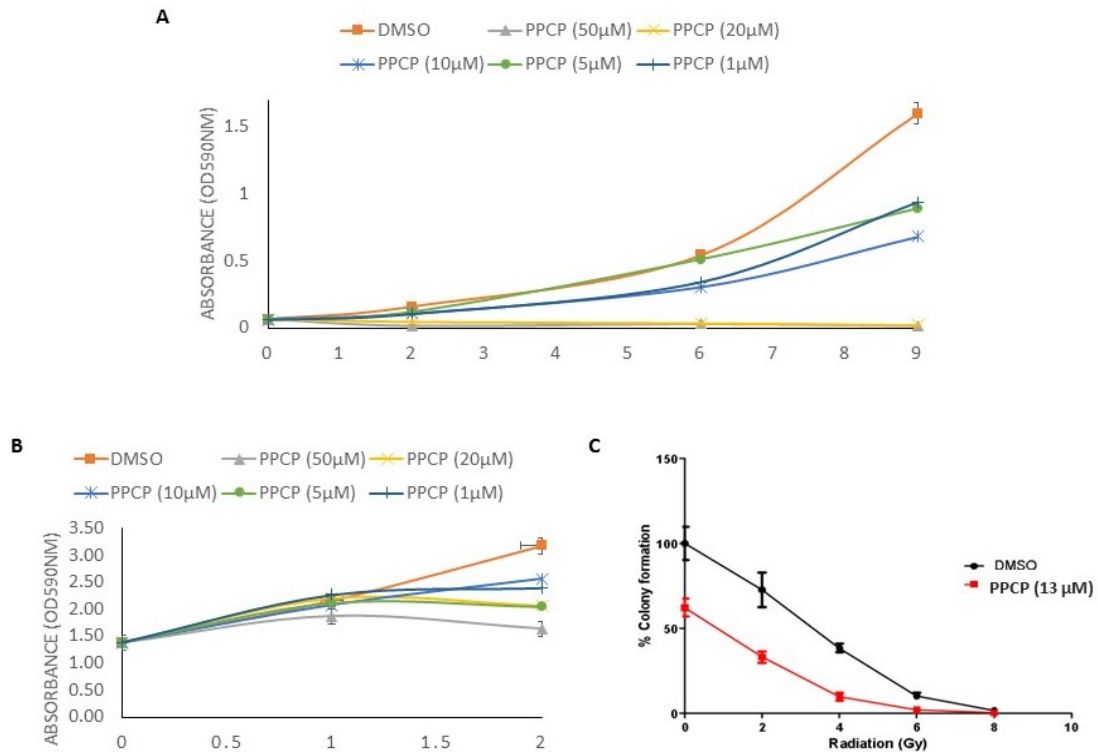 A
DMSO PPCP (50µM) PPCP (20µM)
PPCP (10µM) PPCP (5µM) PPCP (1µM)
ABSORBANCE (OD590NM)
1.5
1
0.5
0
0 1 2 3 4 5 6 7 8 9
B
DMSO PPCP (50µM) PPCP (20µM)
PPCP (10µM) PPCP (5µM) PPCP (1µM)
ABSORBANCE (OD590NM)
3.50
3.00
2.50
2.00
1.50
1.00
0.50
0.00
0 0.5 1 1.5 2
C
% Colony formation
150
100
50
0
DMSO
PPCP (13 µM)
0 2 4 6 8 10
Radiation (Gy)